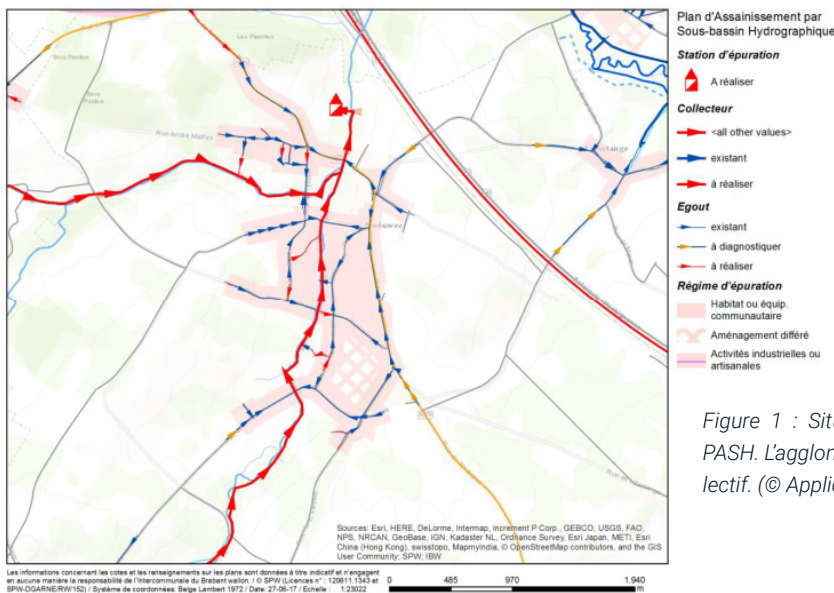 Plan d'Assainissement par
Sous-bassin Hydrographique
Station d'épuration
A réaliser
Collecteur
<all other values>
existant
à réaliser
Egout
existant
à diagnostiquer
à réaliser
Régime d'épuration
Habitat ou équip.
communautaire
Aménagement différé
Activités industrielles ou
artisanales
Les Pipettes
Bois Paidos
Bois
Rue André Mathys
Figure 1 : Situ
PASH. L'agglon
lectif. (© Applic
Sources: Esri, HERE, DeLorme, Intermap, increment P Corp., GEBCO, USGS, FAO,
NPS, NRCAN, GeoBase, IGN, Kadaster NL, Ordnance Survey, Esri Japan, METI, Esri
China (Hong Kong), swisstopo, MapmyIndia, © OpenStreetMap contributors, and the GIS
User Community; SPW; IBW
Les informations concernant les cotes et les renseignements sur les plans sont données à titre indicatif et n'engagent
en aucune manière la responsabilité de l'Intercommunale du Brabant wallon. / © SPW (Licences n° : 120611.1343 et
SPW-DGARNE/RW/152) / Système de coordonnées: Belge Lambert 1972 / Date: 27-06-17 / Echelle : 1:23022
0 485 970 1.940
m